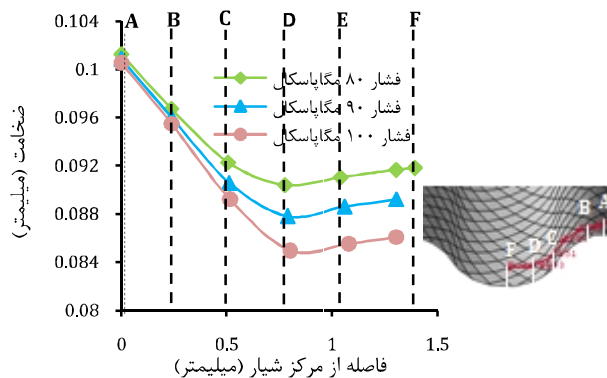 A B C D E F
0.104
0.1
0.096
0.092
0.088
0.084
0.08
ضخامت (میلیمتر)
فشار ۸۰ مگاپاسکال
فشار ۹۰ مگاپاسکال
فشار ۱۰۰ مگاپاسکال
0 0.5 1 1.5
فاصله از مرکز شیار (میلیمتر)
F D C B A